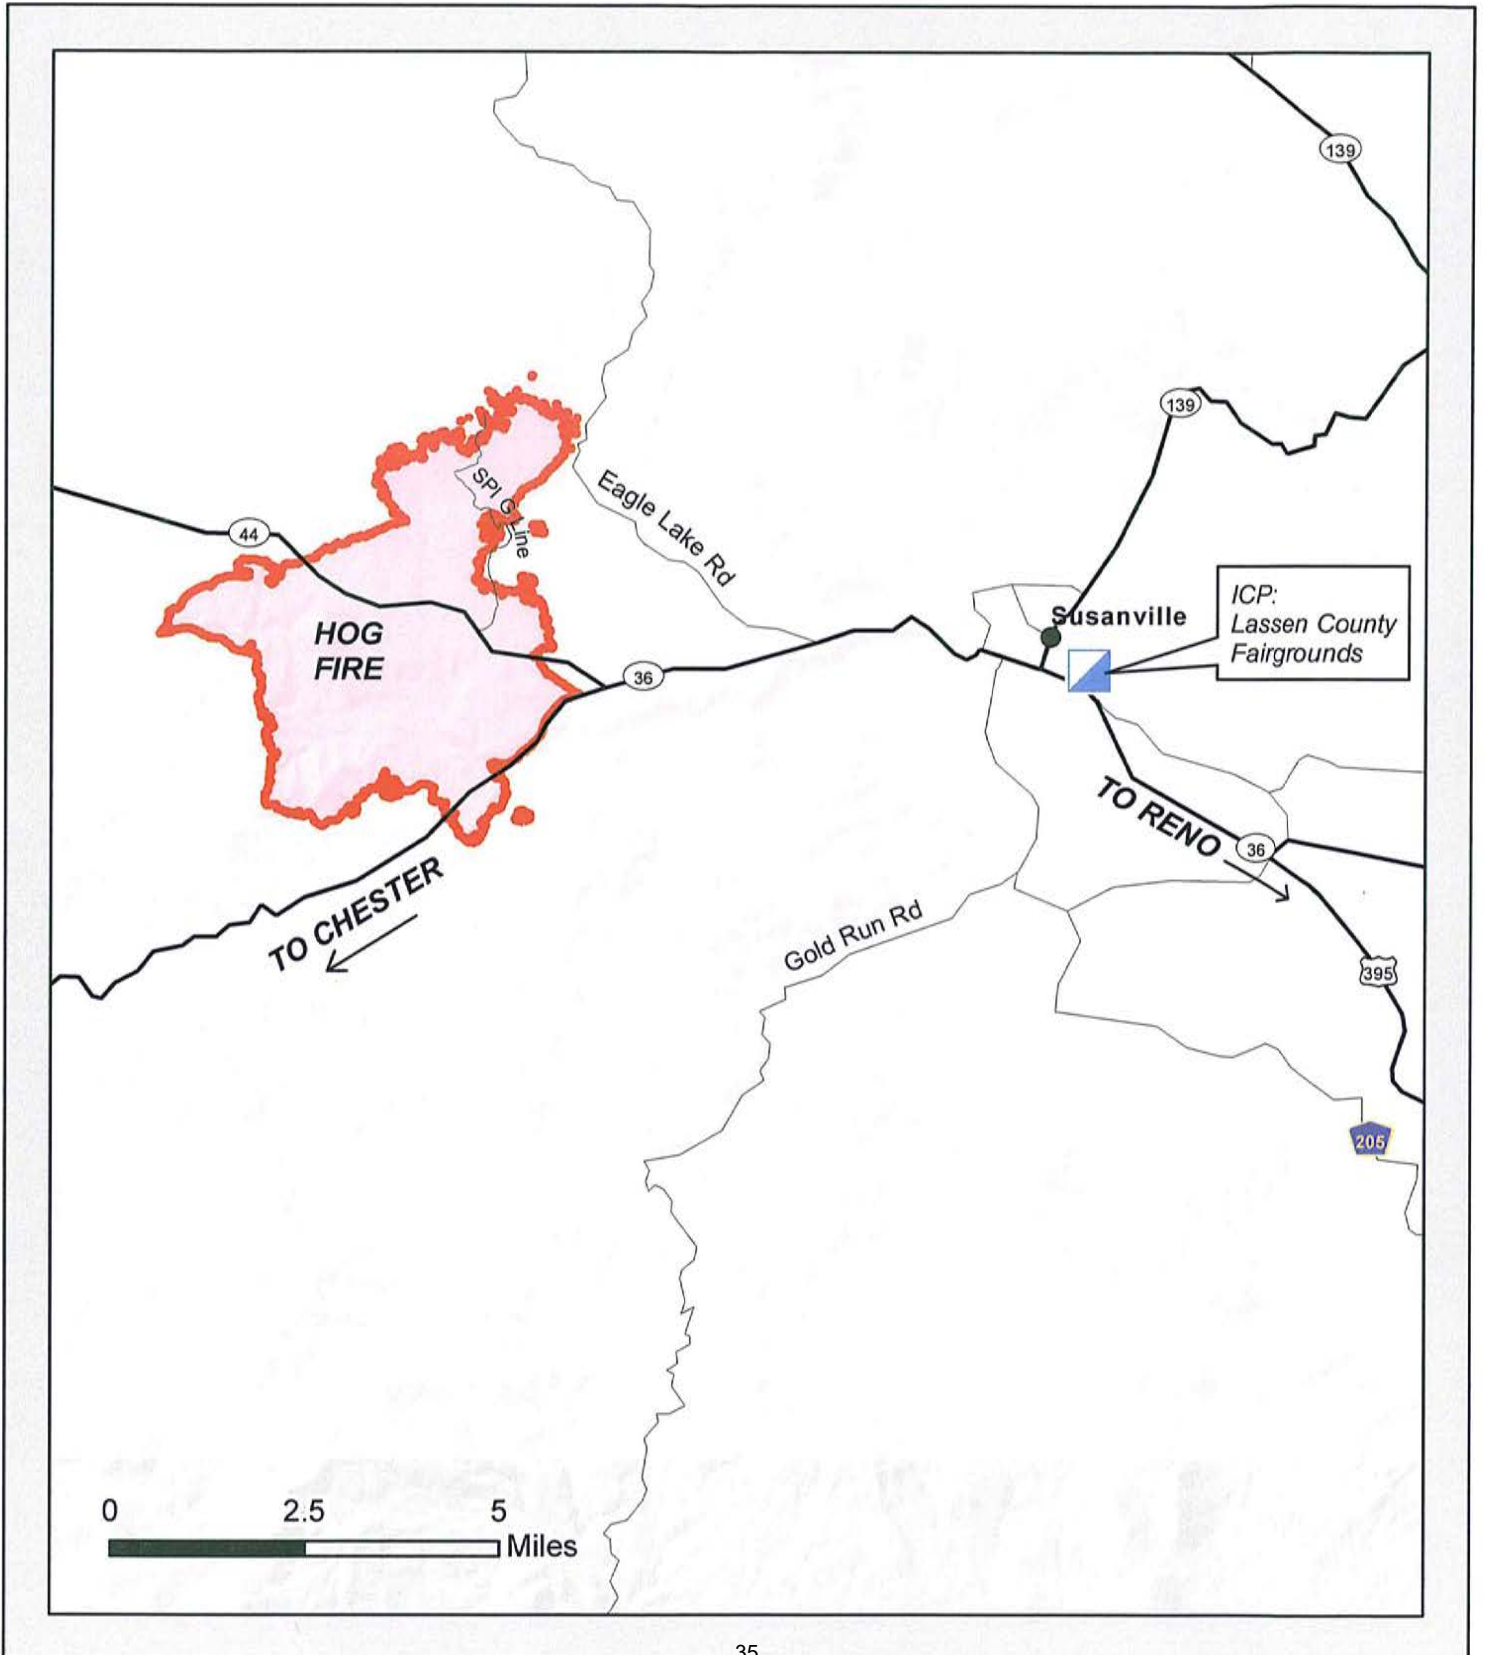 139
139
SPI G Line
Eagle Lake Rd
44
ICP:
Lassen County
Fairgrounds
Susanville
HOG
FIRE
36
TO RENO
36
TO CHESTER
Gold Run Rd
395
205
0 2.5 5
Miles
35